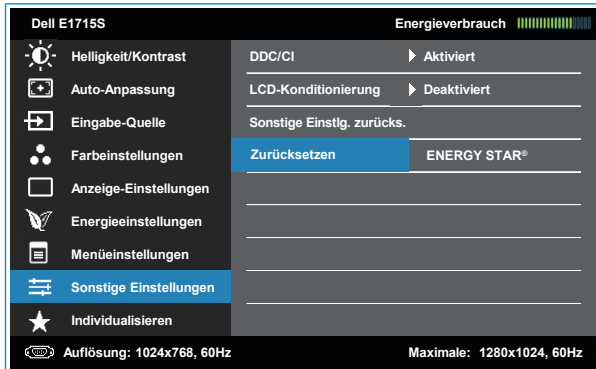 Dell E1715S Energieverbrauch
Helligkeit/Kontrast DDC/CI Aktiviert
Auto-Anpassung LCD-Konditionierung Deaktiviert
Eingabe-Quelle Sonstige Einstlg. zurücks.
Farbeinstellungen Zurücksetzen ENERGY STAR®
Anzeige-Einstellungen
Energieeinstellungen
Menüeinstellungen
Sonstige Einstellungen
Individualisieren
Auflösung: 1024x768, 60Hz Maximale: 1280x1024, 60Hz